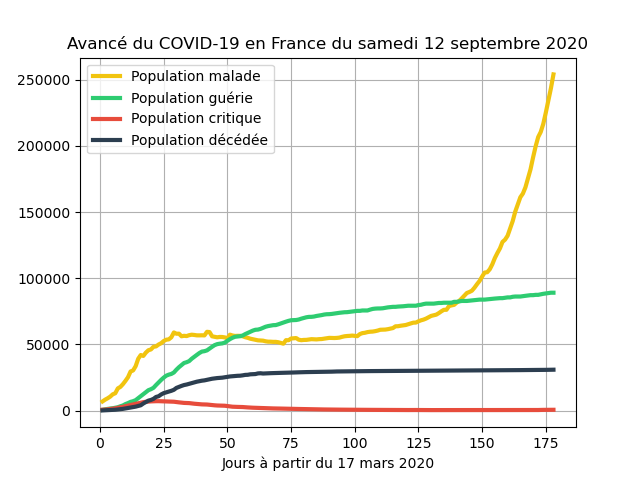 Avancé du COVID-19 en France du samedi 12 septembre 2020
250000
200000
150000
100000
50000
0
Population malade
Population guérie
Population critique
Population décédée
0 25 50 75 100 125 150 175
Jours à partir du 17 mars 2020